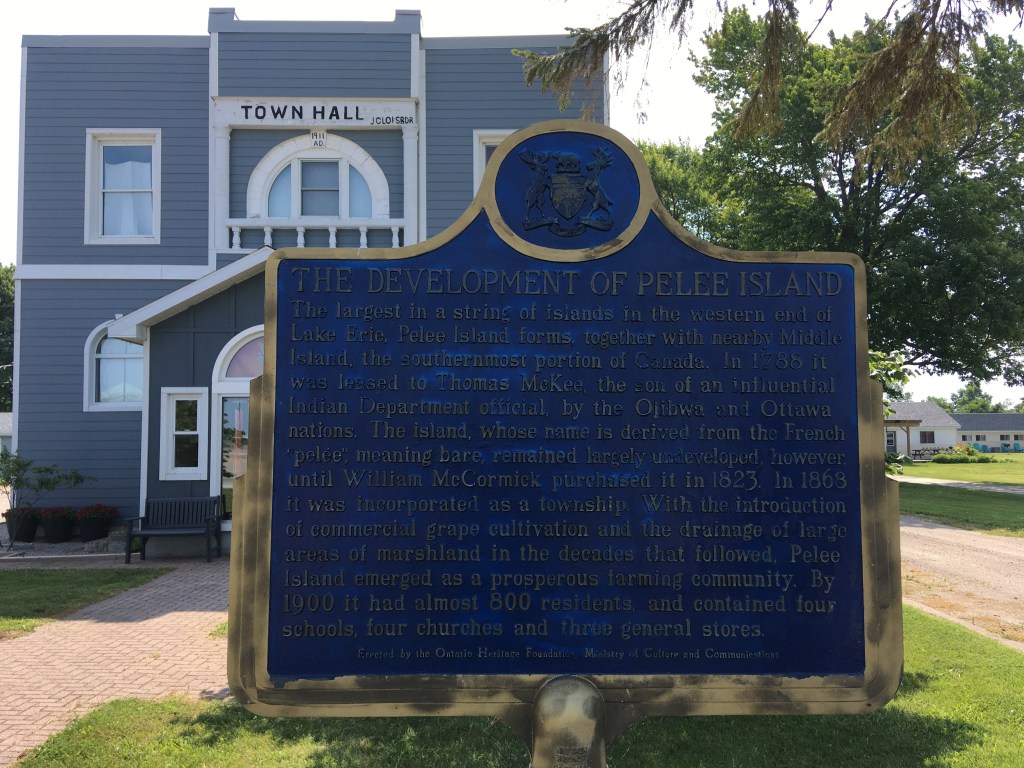 TOWN HALL
1911
A.D.
THE DEVELOPMENT OF PELEE ISLAND
The largest in a string of islands in the western end of
Lake Erie, Pelee Island forms, together with nearby Middle
Island, the southernmost portion of Canada. In 1788 it
was leased to Thomas McKee, the son of an influential
Indian Department official, by the Ojibwa and Ottawa
nations. The island, whose name is derived from the French
"pelée", meaning bare, remained largely undeveloped, however,
until William McCormick purchased it in 1823. In 1868
it was incorporated as a township. With the introduction
of commercial grape cultivation and the drainage of large
areas of marshland in the decades that followed, Pelee
Island emerged as a prosperous farming community. By
1900 it had almost 800 residents, and contained four
schools, four churches and three general stores.
Erected by the Ontario Heritage Foundation, Ministry of Culture and Communications